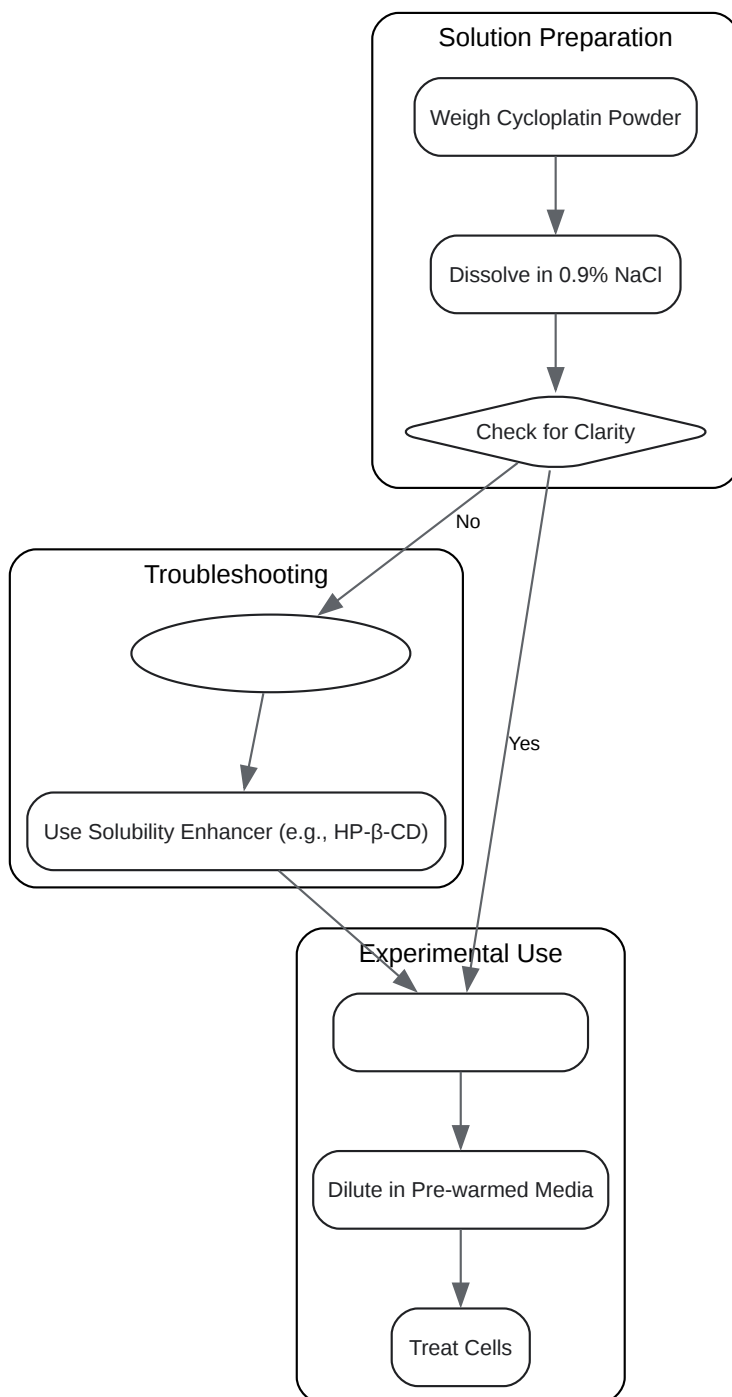 Solution Preparation
Weigh Cycloplatin Powder
Dissolve in 0.9% NaCl
Check for Clarity
No
Troubleshooting
Yes
Use Solubility Enhancer (e.g., HP-β-CD)
Experimental Use
Dilute in Pre-warmed Media
Treat Cells